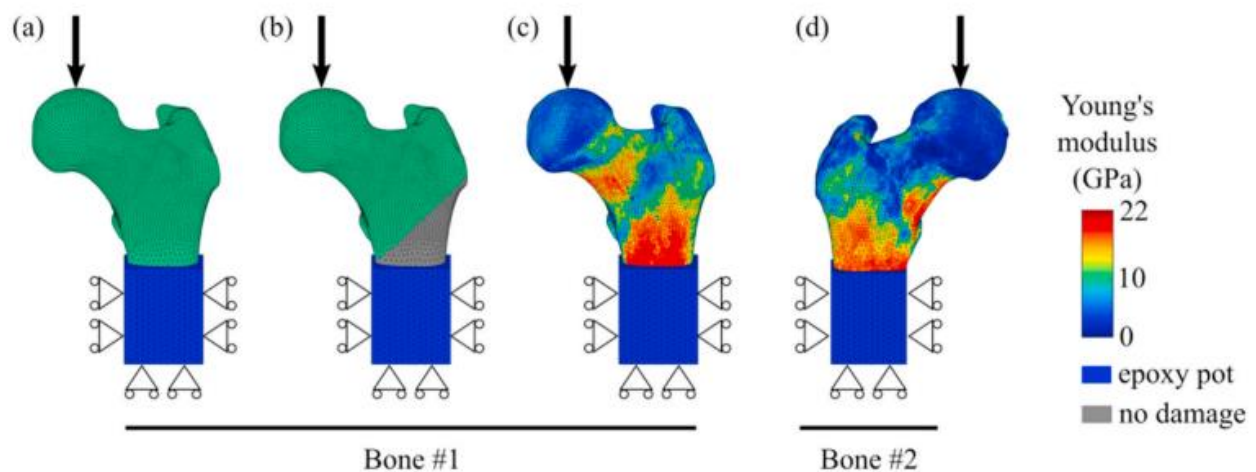 (a)
(b)
(c)
(d)
Young's
modulus
(GPa)
22
10
0
epoxy pot
no damage
Bone #1
Bone #2